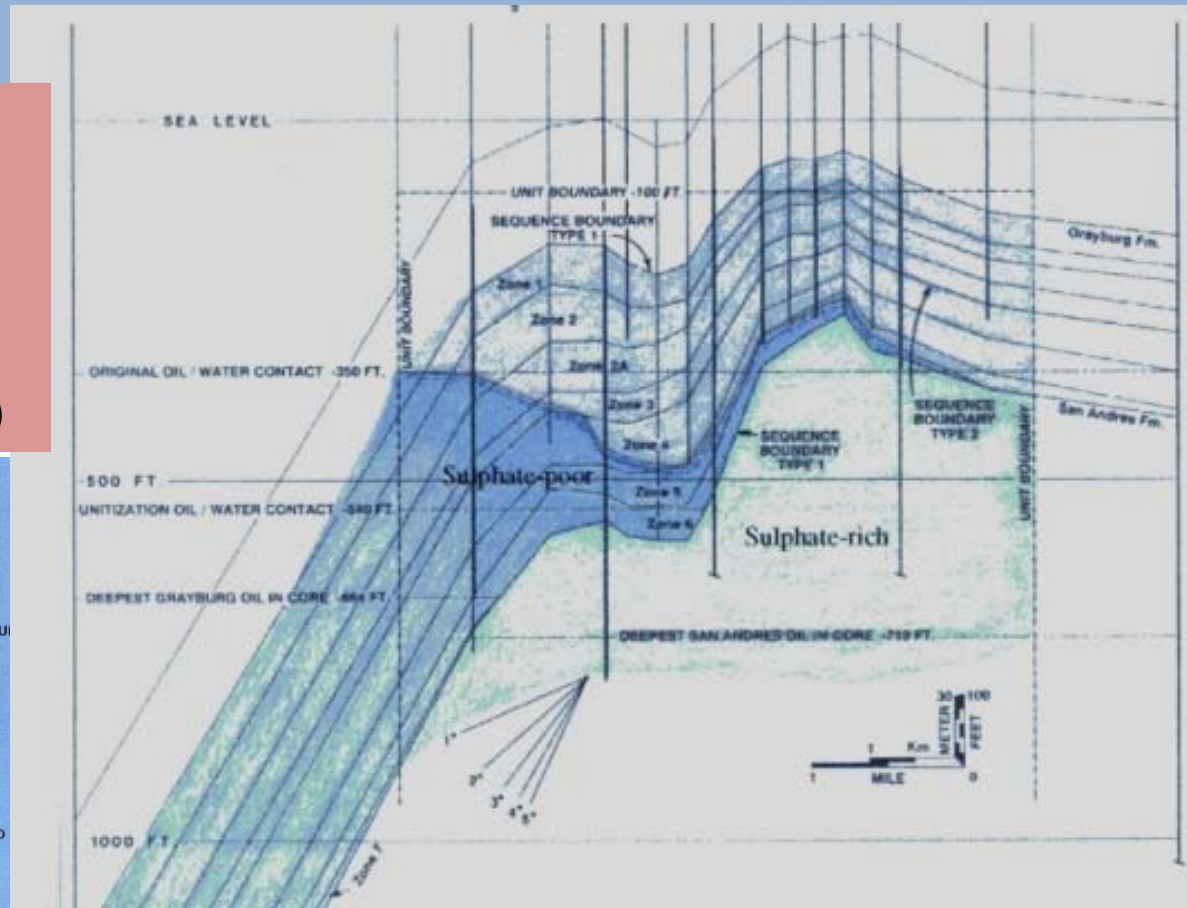 SEA LEVEL
UNIT BOUNDARY -100 FT.
SEQUENCE BOUNDARY
TYPE 1
Grayburg Fm.
UNIT BOUNDARY
Zone 1
Zone 2
Zone 2A
ORIGINAL OIL / WATER CONTACT -350 FT.
Zone 3
Zone 4
San Andres Fm.
SEQUENCE
BOUNDARY
TYPE 2
SEQUENCE
BOUNDARY
TYPE 1
UNIT BOUNDARY
Sulphate-poor
500 FT
Zone 5
UNITIZATION OIL / WATER CONTACT FT.
Zone 6
Sulphate-rich
DEEPEST GRAYBURG OIL IN CORE FT.
DEEPEST SAN ANDRES OIL IN CORE FT.
1°
2°
3°
4°
5°
30 100
METER
FEET
1 Km
1 MILE 0
1000 FT
Zone 7